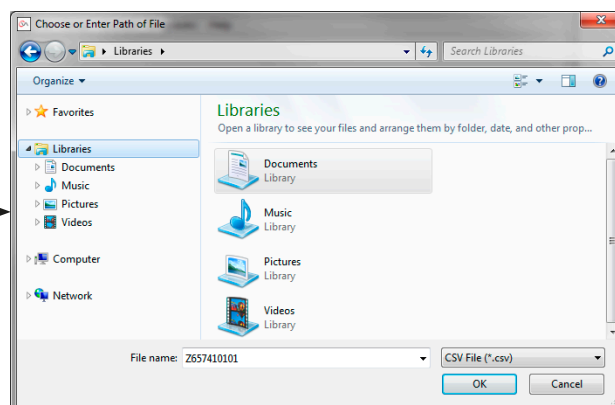 Choose or Enter Path of File
Libraries
Search Libraries
Organize
Favorites
Libraries
Documents
Music
Pictures
Videos
Computer
Network
Libraries
Open a library to see your files and arrange them by folder, date, and other prop...
Documents
Library
Music
Library
Pictures
Library
Videos
Library
File name: Z657410101
CSV File (*.csv)
OK Cancel